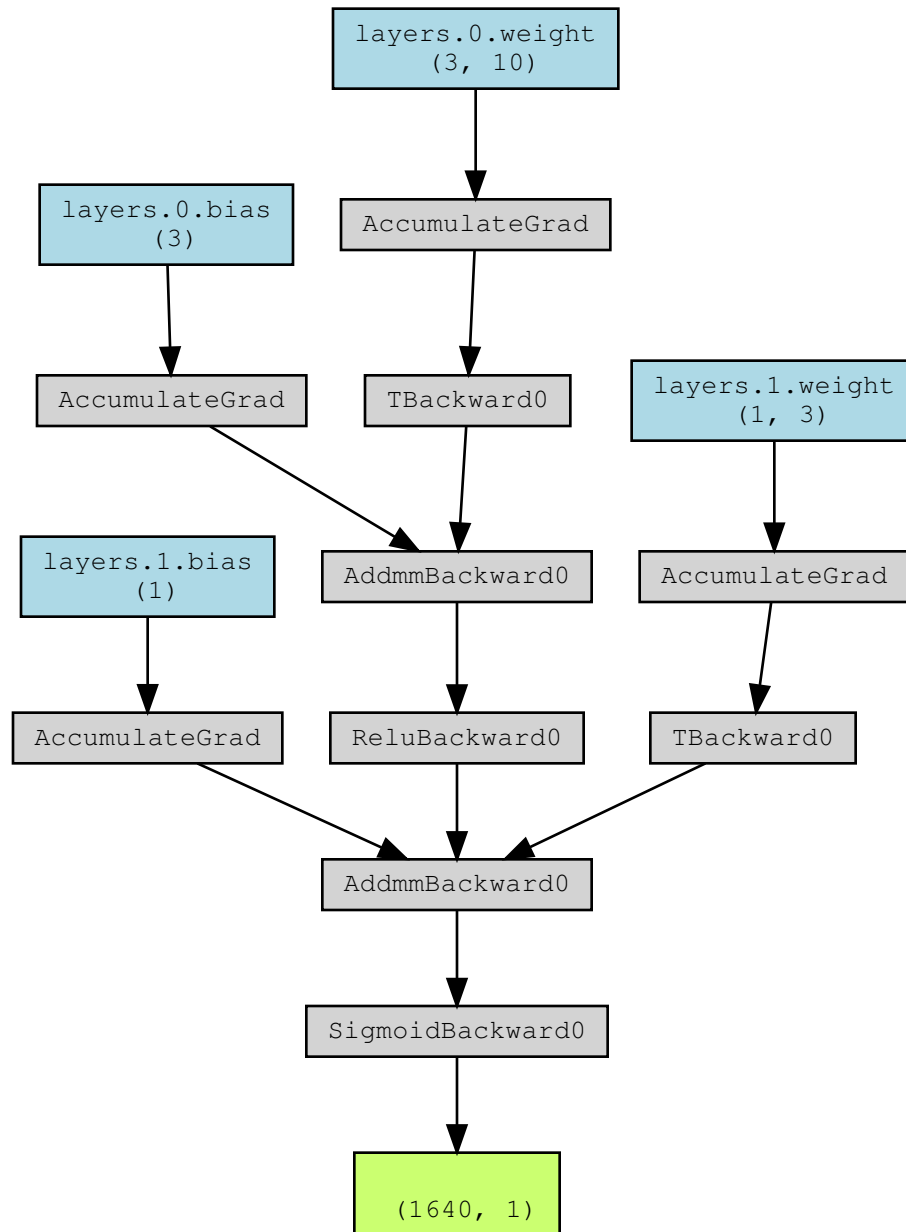 layers.0.weight
(3, 10)
layers.0.bias
(3)
AccumulateGrad
AccumulateGrad
TBackward0
layers.1.weight
(1, 3)
layers.1.bias
(1)
AddmmBackward0
AccumulateGrad
AccumulateGrad
ReluBackward0
TBackward0
AddmmBackward0
SigmoidBackward0
(1640, 1)